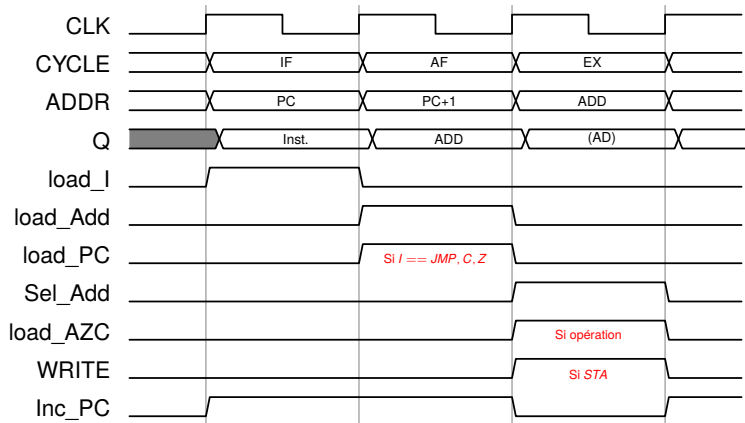 CLK
CYCLE IF AF EX
ADDR PC PC+1 ADD
Q Inst. ADD (AD)
load_I
load_Add
load_PC Si I == JMP, C, Z
Sel_Add
load_AZC Si opération
WRITE Si STA
Inc_PC